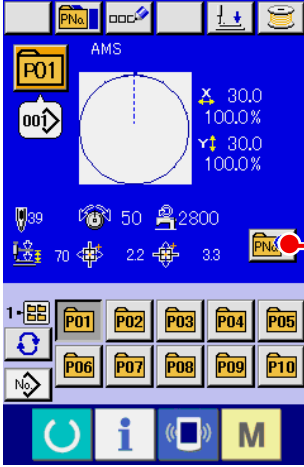 PNo.
AMS
P01
001
X 30.0
100.0%
Y 30.0
100.0%
39 50 2800
70 2.2 3.3
PNo.
1-
P01 P02 P03 P04 P05
No.
P06 P07 P08 P09 P10
i M